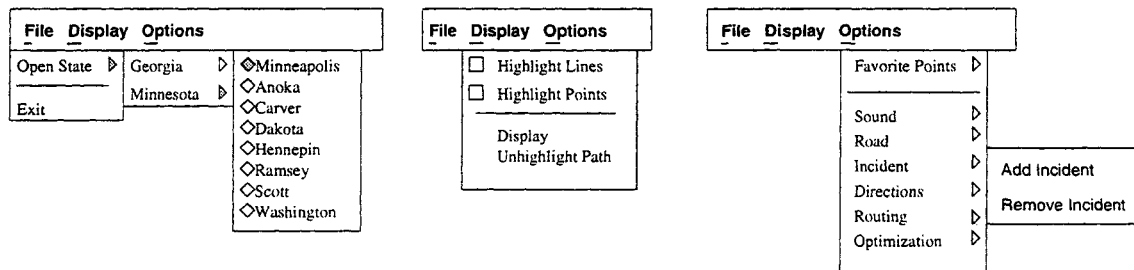 File Display Options
Open State Georgia Minneapolis
Minnesota Anoka
Exit Carver
Dakota
Hennepin
Ramsey
Scott
Washington
File Display Options
Highlight Lines
Highlight Points
Display
Unhighlight Path
File Display Options
Favorite Points
Sound
Road
Incident
Directions
Routing
Optimization
Add Incident
Remove Incident